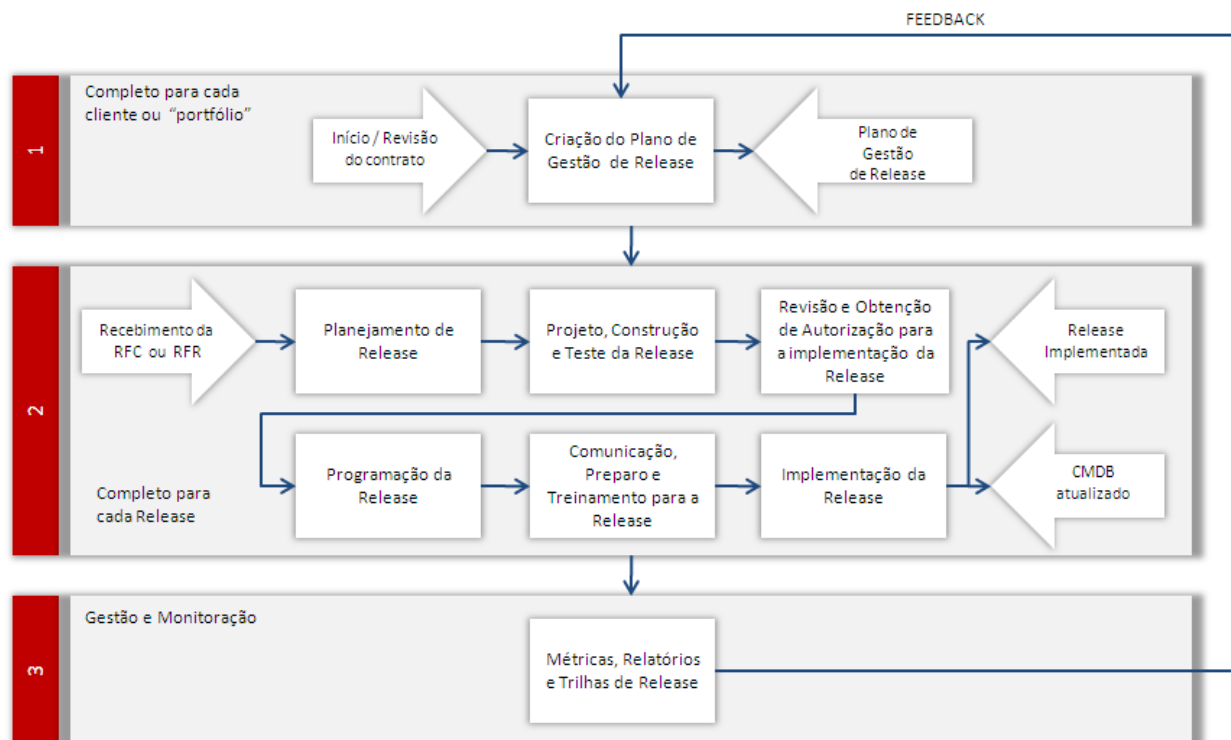 FEEDBACK
1
Completo para cada
cliente ou “portfólio”
Início / Revisão
do contrato
Criação do Plano de
Gestão de Release
Plano de
Gestão
de Release
2
Recebimento da
RFC ou RFR
Planejamento de
Release
Projeto, Construção
e Teste da Release
Revisão e Obtenção
de Autorização para
a implementação da
Release
Release
Implementada
Completo para
cada Release
Programação da
Release
Comunicação,
Preparo e
Treinamento para a
Release
Implementação da
Release
CMDB
atualizado
3
Gestão e Monitoração
Métricas, Relatórios
e Trilhas de Release